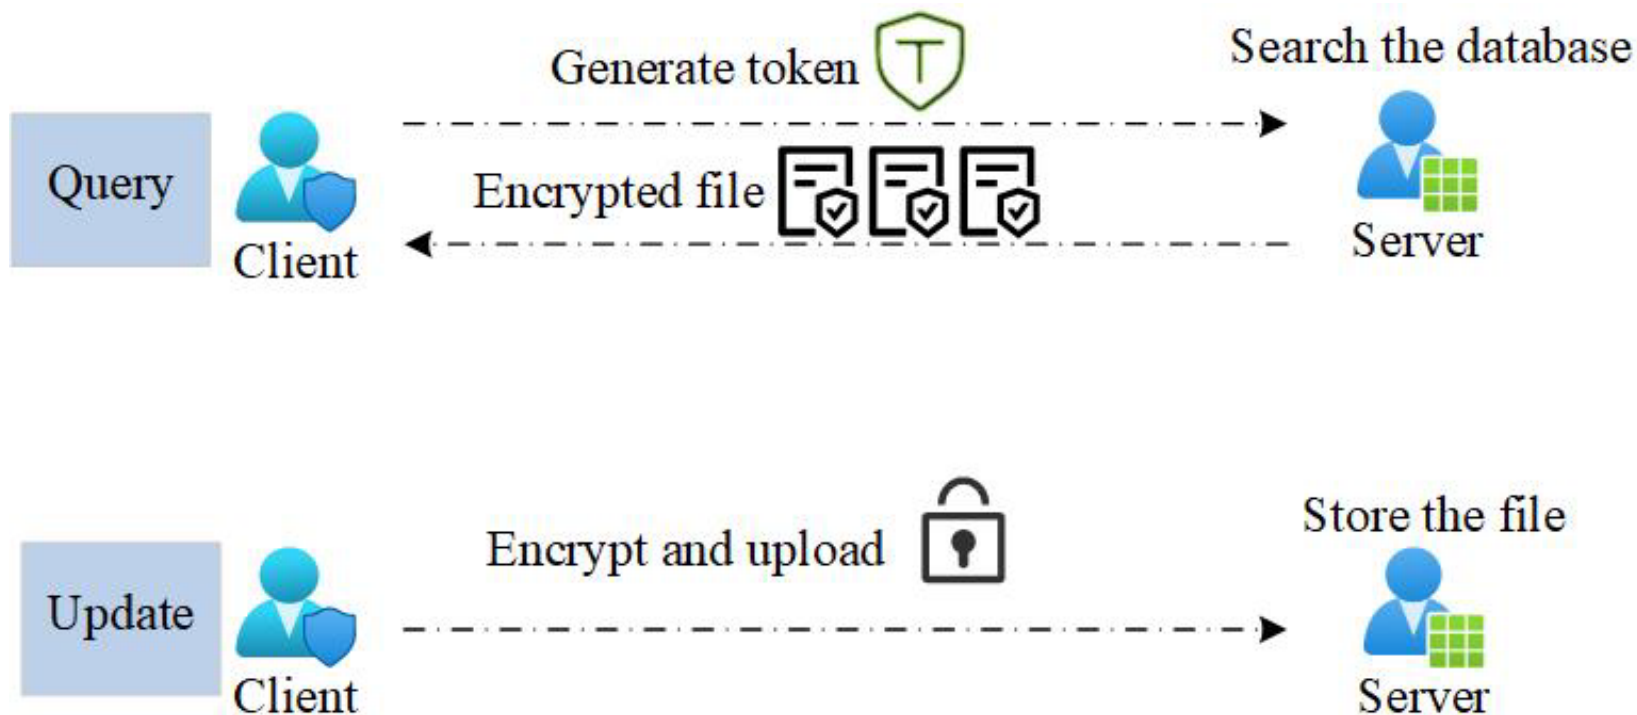 Generate token
T
Search the database
Query
Encrypted file
Client
Server
Encrypt and upload
Store the file
Update
Client
Server